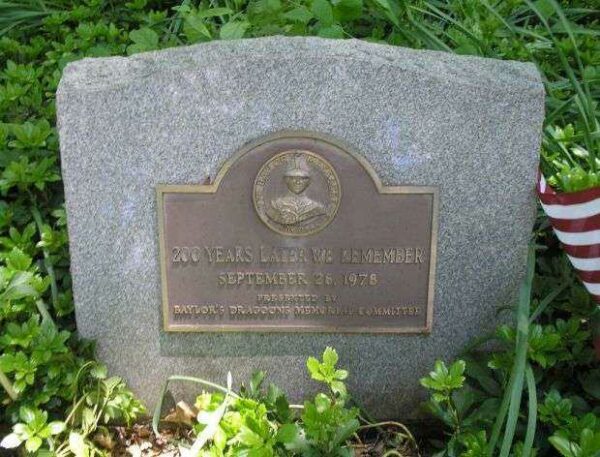 200 YEARS LATER WE REMEMBER
SEPTEMBER 28, 1978
PRESENTED BY
BAYLOR'S DRAGOONS MEMORIAL COMMITTEE